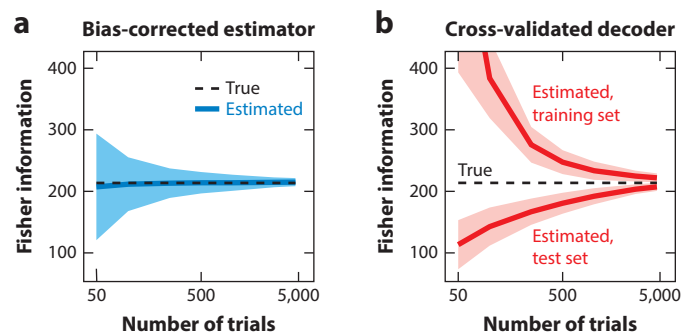 a Bias-corrected estimator
Fisher information
400
300
200
100
True
Estimated
50 500 5,000
Number of trials
b Cross-validated decoder
Fisher information
400
300
200
100
Estimated,
training set
True
Estimated,
test set
50 500 5,000
Number of trials